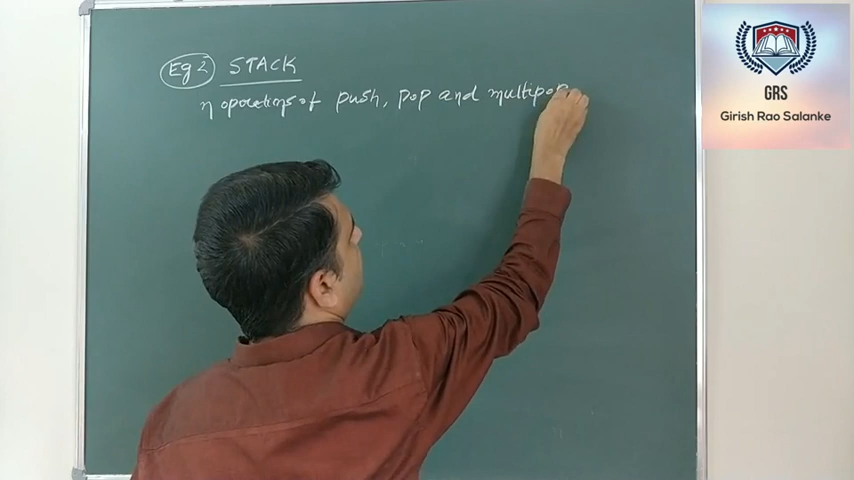 Eg 2 STACK
n operations of push, pop and multipop
GRS
Girish Rao Salanke